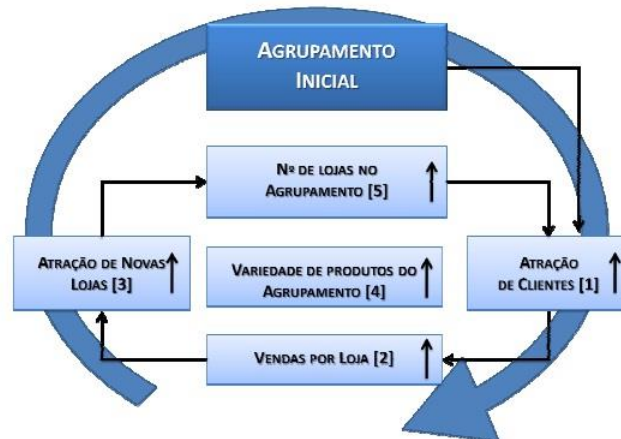 AGRUPAMENTO
INICIAL
Nº DE LOJAS NO
AGRUPAMENTO [5]
ATRAÇÃO DE NOVAS
LOJAS [3]
VARIEDADE DE PRODUTOS DO
AGRUPAMENTO [4]
ATRAÇÃO
DE CLIENTES [1]
VENDAS POR LOJA [2]